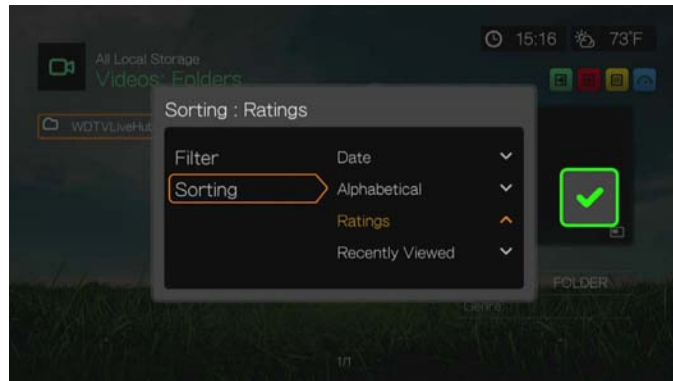 15:16 73°F
All Local Storage
Videos: Folders
WDTVLiveHub
Sorting : Ratings
Filter
Sorting
Date
Alphabetical
Ratings
Recently Viewed
FOLDER
Genre:
1/1